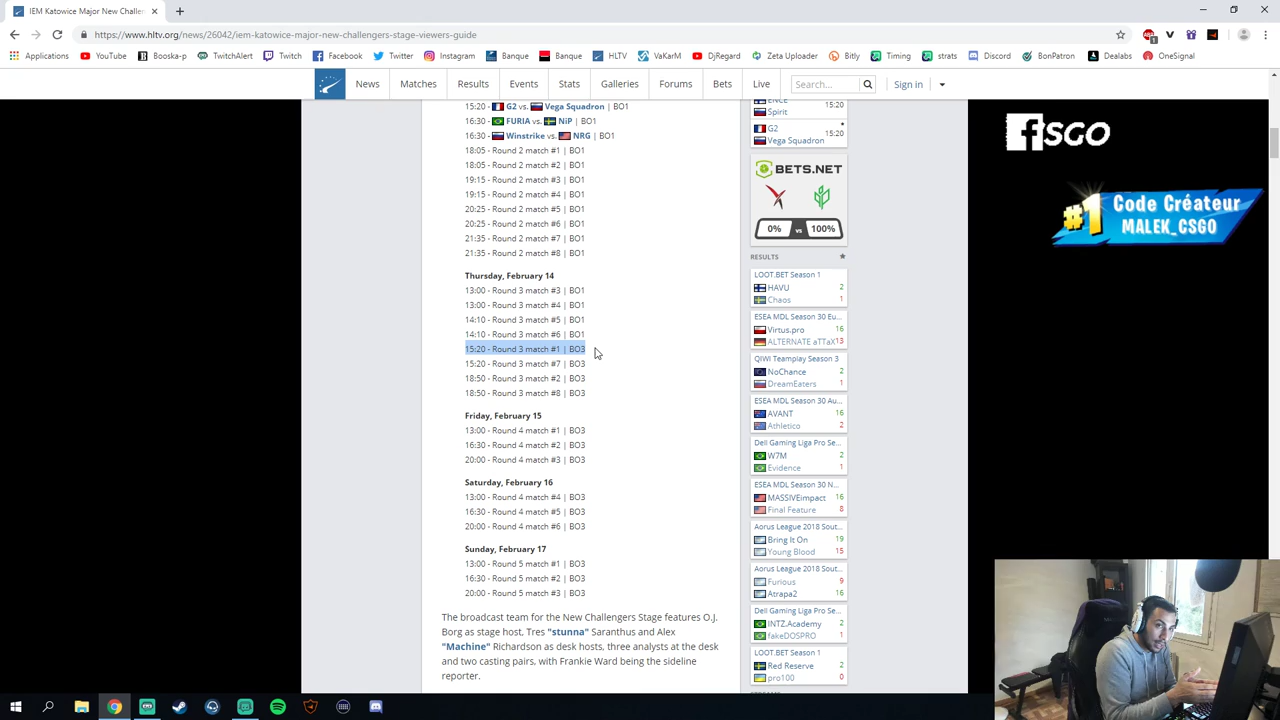 IEM Katowice Major New Challen
https://www.hltv.org/news/26042/iem-katowice-major-new-challengers-stage-viewers-guide
Applications YouTube Booska-p TwitchAlert Twitch Facebook Twitter Instagram Banque Banque HLTV VaKarM DjRegard Zeta Uploader Bitly Timing strats Discord BonPatron Dealabs OneSignal
News Matches Results Events Stats Galleries Forums Bets Live Search... Sign in
15:20 - G2 vs. Vega Squadron | BO1
16:30 - FURIA vs. NiP | BO1
16:30 - Winstrike vs. NRG | BO1
18:05 - Round 2 match #1 | BO1
18:05 - Round 2 match #2 | BO1
19:15 - Round 2 match #3 | BO1
19:15 - Round 2 match #4 | BO1
20:25 - Round 2 match #5 | BO1
20:25 - Round 2 match #6 | BO1
21:35 - Round 2 match #7 | BO1
21:35 - Round 2 match #8 | BO1
Thursday, February 14
13:00 - Round 3 match #3 | BO1
13:00 - Round 3 match #4 | BO1
14:10 - Round 3 match #5 | BO1
14:10 - Round 3 match #6 | BO1
15:20 - Round 3 match #1 | BO3
15:20 - Round 3 match #7 | BO3
18:50 - Round 3 match #2 | BO3
18:50 - Round 3 match #8 | BO3
Friday, February 15
13:00 - Round 4 match #1 | BO3
16:30 - Round 4 match #2 | BO3
20:00 - Round 4 match #3 | BO3
Saturday, February 16
13:00 - Round 4 match #4 | BO3
16:30 - Round 4 match #5 | BO3
20:00 - Round 4 match #6 | BO3
Sunday, February 17
13:00 - Round 5 match #1 | BO3
16:30 - Round 5 match #2 | BO3
20:00 - Round 5 match #3 | BO3
The broadcast team for the New Challengers Stage features O.J.
Borg as stage host, Tres "stunna" Saranthus and Alex
"Machine" Richardson as desk hosts, three analysts at the desk
and two casting pairs, with Frankie Ward being the sideline
reporter.
ENCE
Spirit 15:20
G2
Vega Squadron 15:20
BETS.NET
0% vs 100%
RESULTS
LOOT.BET Season 1
HAVU 2
Chaos 1
ESEA MDL Season 30 Eu...
Virtus.pro 16
ALTERNATE aTTaX 13
QIWI Teamplay Season 3
NoChance 2
DreamEaters 1
ESEA MDL Season 30 Au...
AVANT 16
Athletico 2
Dell Gaming Liga Pro Se...
W7M 2
Evidence 1
ESEA MDL Season 30 N...
MASSIVEimpact 16
Final Feature 8
Aorus League 2018 Sout...
Bring It On 19
Young Blood 15
Aorus League 2018 Sout...
Furious 9
Atrapa2 16
Dell Gaming Liga Pro Se...
INTZ.Academy 2
fakeDOSPRO 1
LOOT.BET Season 1
Red Reserve 2
pro100 0
fSGO
#1 Code Créateur
MALEK_CSGO